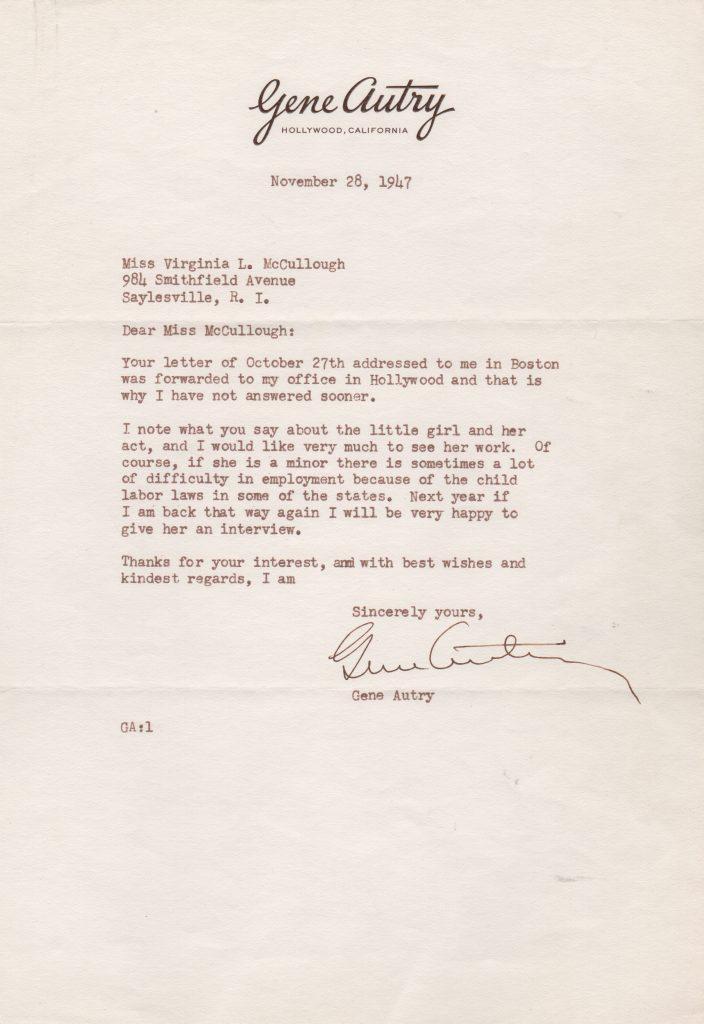 Gene Autry
HOLLYWOOD, CALIFORNIA
November 28, 1947
Miss Virginia L. McCullough
984 Smithfield Avenue
Saylesville, R. I.
Dear Miss McCullough:
Your letter of October 27th addressed to me in Boston
was forwarded to my office in Hollywood and that is
why I have not answered sooner.
I note what you say about the little girl and her
act, and I would like very much to see her work. Of
course, if she is a minor there is sometimes a lot
of difficulty in employment because of the child
labor laws in some of the states. Next year if
I am back that way again I will be very happy to
give her an interview.
Thanks for your interest, and with best wishes and
kindest regards, I am
Sincerely yours,
Gene Autry
Gene Autry
GA:l